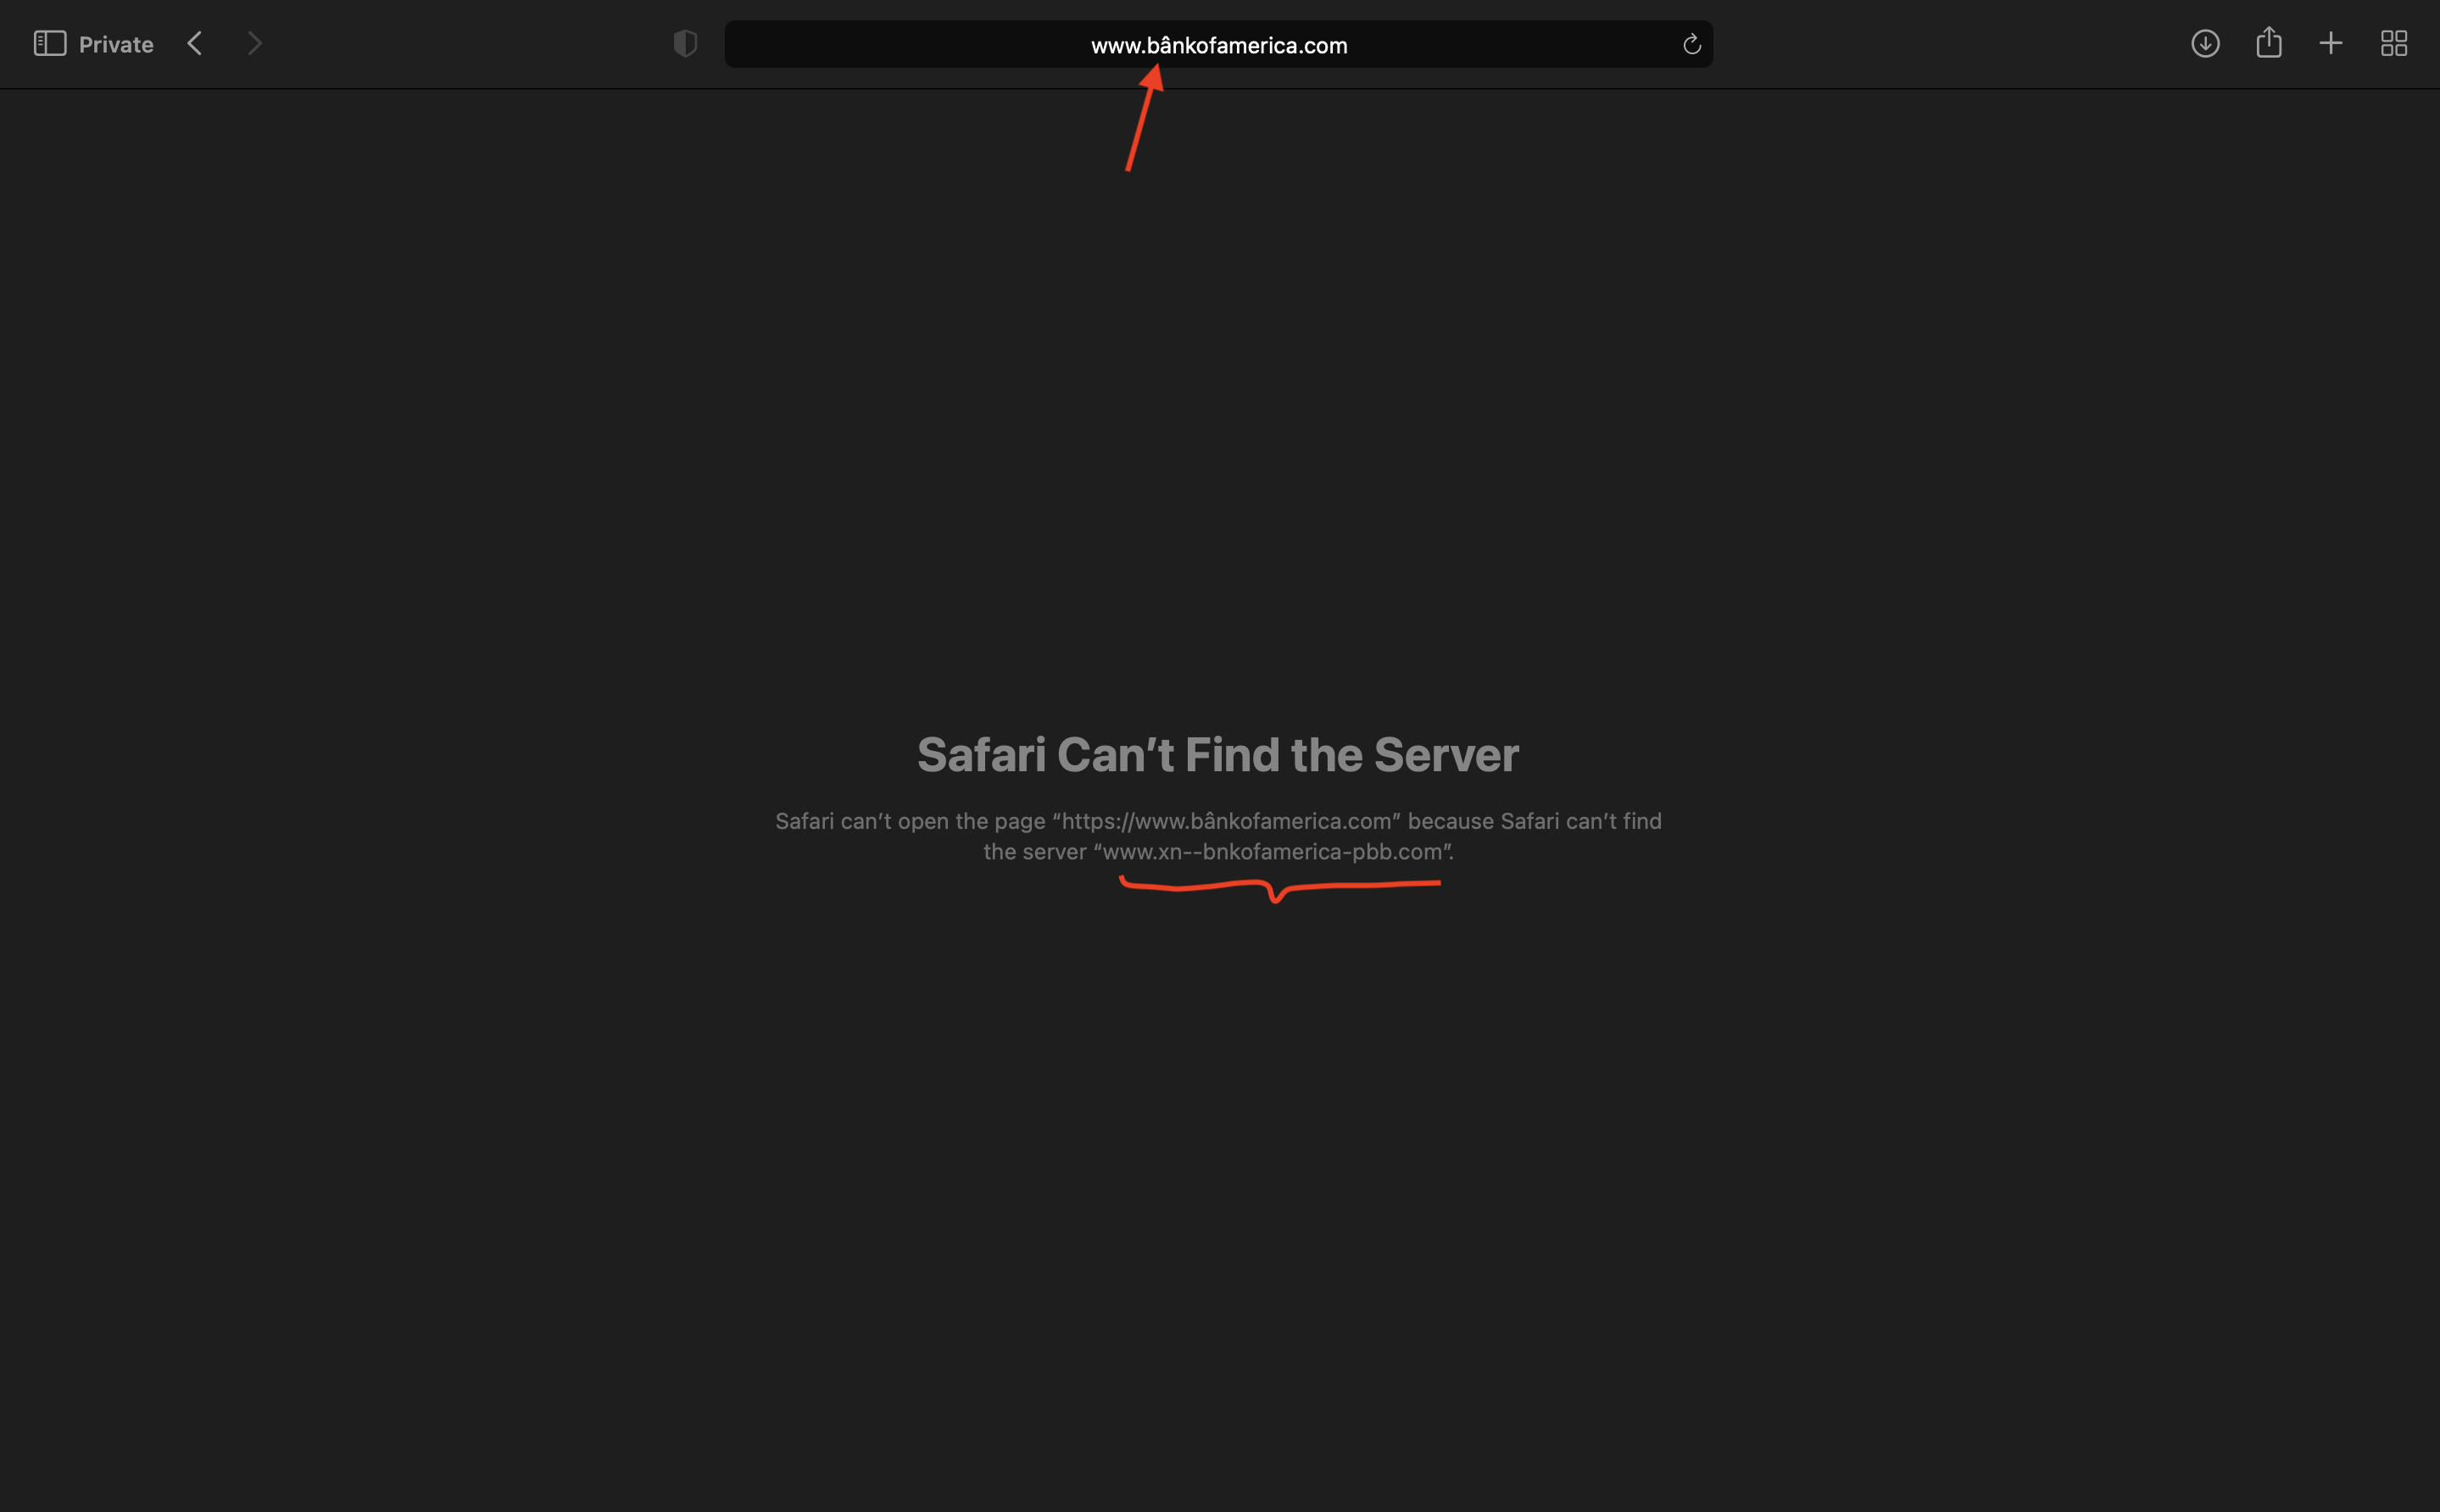 Private
www.bânkofamerica.com
Safari Can’t Find the Server
Safari can’t open the page “https://www.bânkofamerica.com” because Safari can’t find
the server “www.xn--bnkofamerica-pbb.com”.